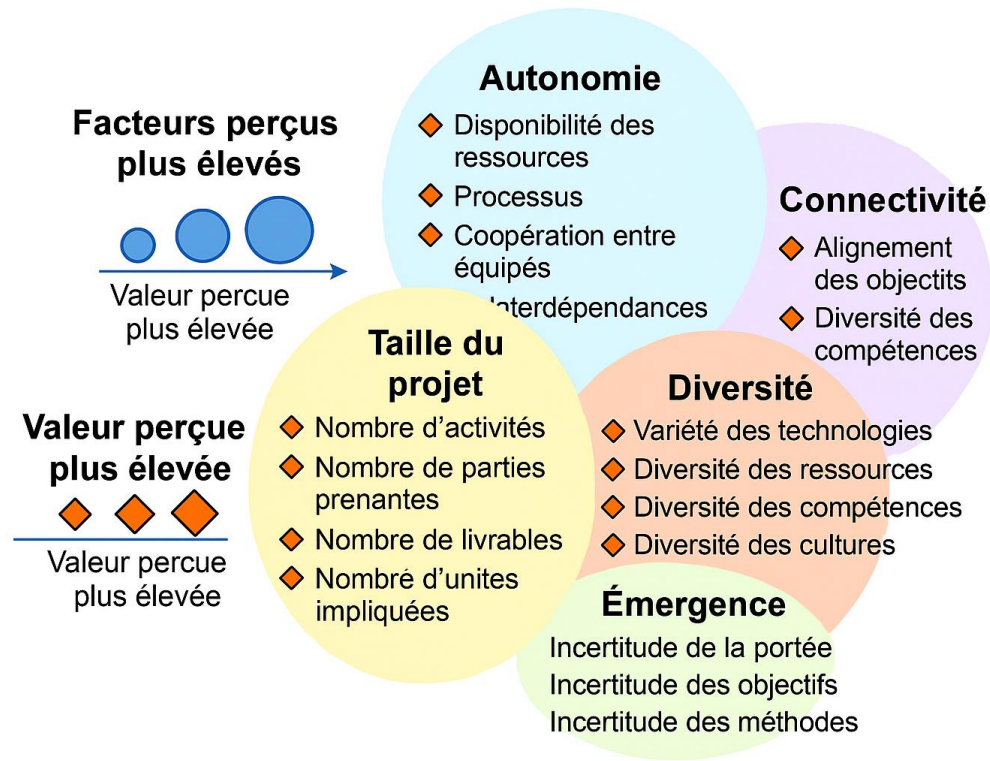 Facteurs perçus
plus élevés
Valeur percue
plus élevée
Valeur perçue
plus élevée
Valeur percue
plus élevée
Autonomie
Disponibilité des
ressources
Processus
Coopération entre
équipés
Connectivité
Alignement
des objectits
Diversité des
compétences
Taille du
projet
Nombre d'activités
Nombre de parties
prenantes
Nombre de livrables
Nombré d'unites
impliquées
Diversité
Variété des technologies
Diversité des ressources
Diversité des compétences
Diversité des cultures
Émergence
Incertitude de la portée
Incertitude des objectifs
Incertitude des méthodes